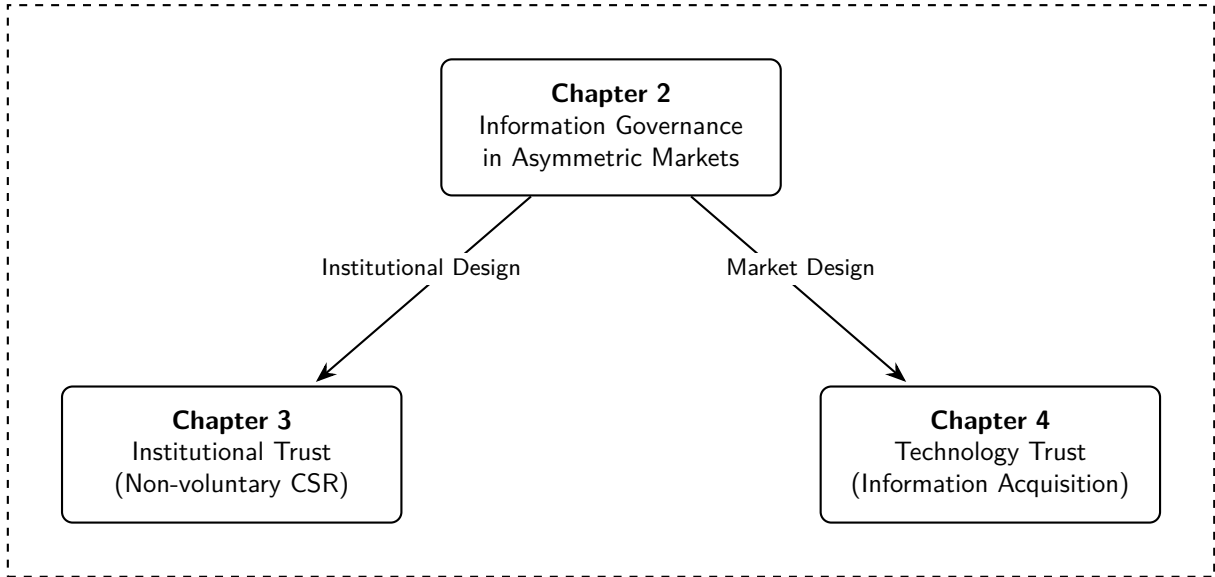 Chapter 2
Information Governance
in Asymmetric Markets
Institutional Design
Market Design
Chapter 3
Institutional Trust
(Non-voluntary CSR)
Chapter 4
Technology Trust
(Information Acquisition)